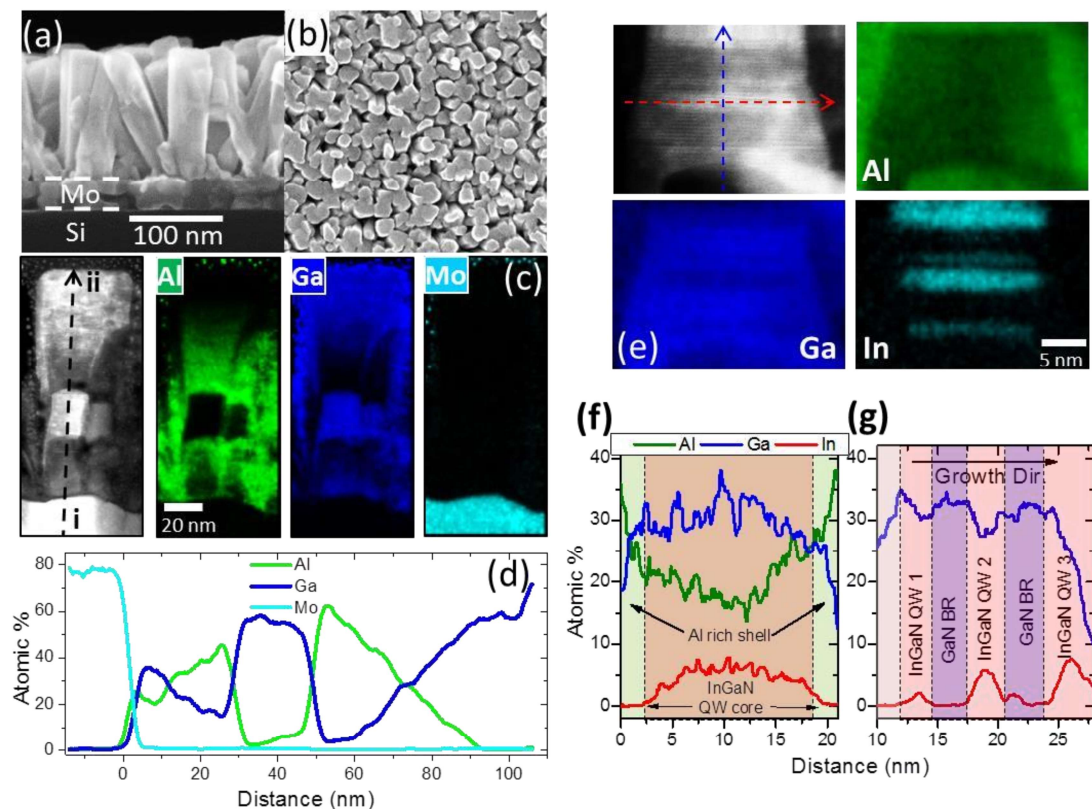 (a)
Mo
Si
100 nm
(b)
ii
i
Al
20 nm
Ga
Mo
(c)
(d)
Al
Ga
Mo
Atomic %
80
60
40
20
0
0 20 40 60 80 100
Distance (nm)
Al
(e)
Ga
In
5 nm
(f)
Al Ga In
Atomic %
40
30
20
10
0
Al rich shell
InGaN
QW core
0 5 10 15 20
(g)
40
30
20
10
0
Growth Dir
InGaN QW 1
GaN BR
InGaN QW 2
GaN BR
InGaN QW 3
10 15 20 25
Distance (nm)